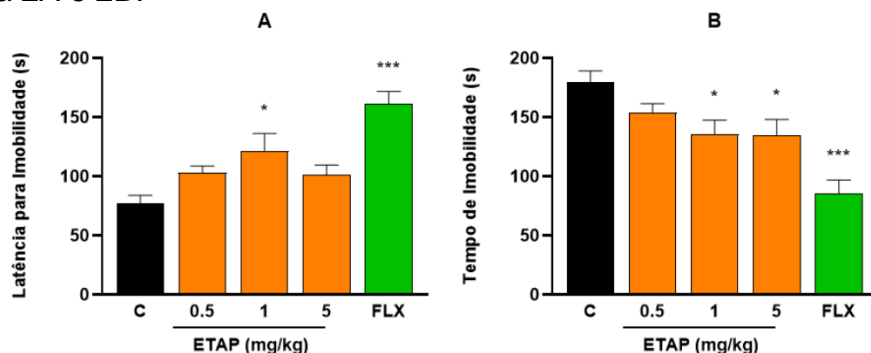 A
Latência para Imobilidade (s)
200
150
100
50
0
*
***
C
0.5
1
5
FLX
ETAP (mg/kg)
B
Tempo de Imobilidade (s)
200
150
100
50
0
*
*
***
C
0.5
1
5
FLX
ETAP (mg/kg)